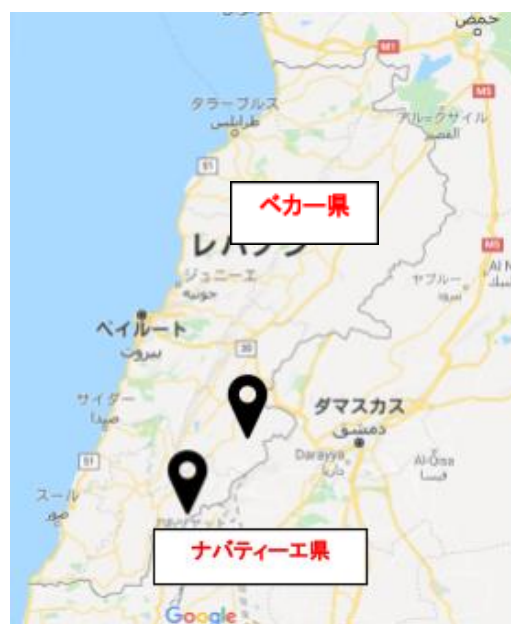 حمص
M1
M5
タラーブルス
طرابلس
アル=クサイル
القصير
51
ベカー県
レバノン
M5
Al N
ジュニーエ
جونيه
ヤブルー
يبرود
ベイルート
بيروت
30
サイダー
صيدا
ダマスカス
دمشق
Darayya
داريا
51
スール
صور
ナバティーエ県
Google